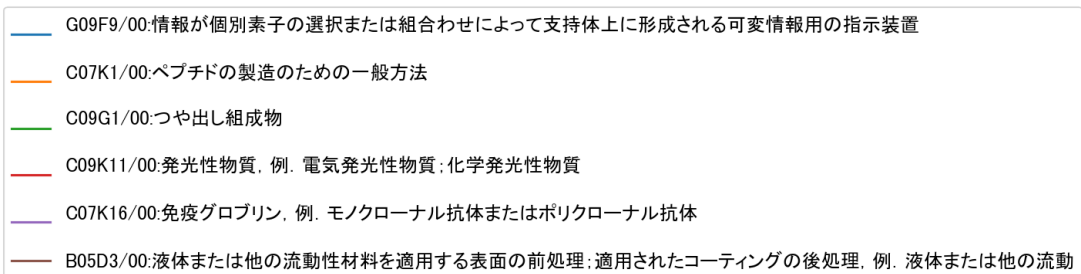 G09F9/00:情報が個別素子の選択または組合わせによって支持体上に形成される可変情報用の指示装置
C07K1/00:ペプチドの製造のための一般方法
C09G1/00:つや出し組成物
C09K11/00:発光性物質, 例. 電気発光性物質;化学発光性物質
C07K16/00:免疫グロブリン, 例. モノクローナル抗体またはポリクローナル抗体
B05D3/00:液体または他の流動性材料を適用する表面の前処理;適用されたコーティングの後処理, 例. 液体または他の流動